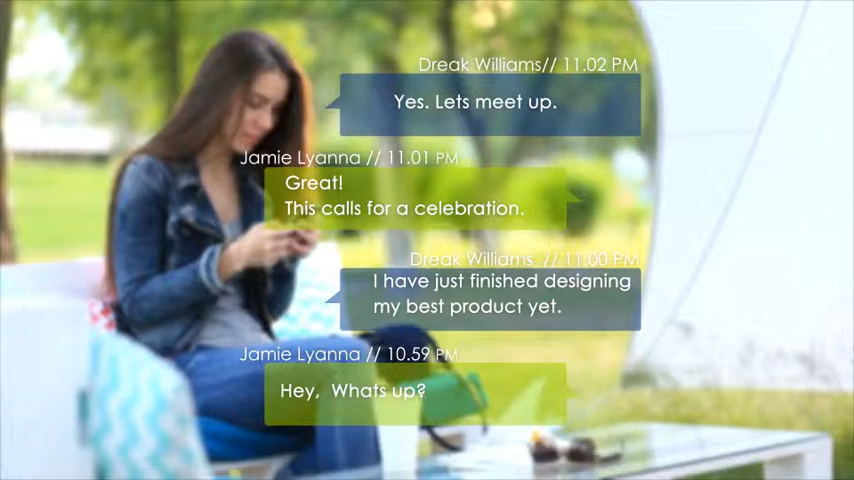 Dreak Williams// 11.02 PM
Yes. Lets meet up.
Jamie Lyanna // 11.01 PM
Great!
This calls for a celebration.
Dreak Williams // 11.00 PM
I have just finished designing
my best product yet.
Jamie Lyanna // 10.59 PM
Hey, Whats up?